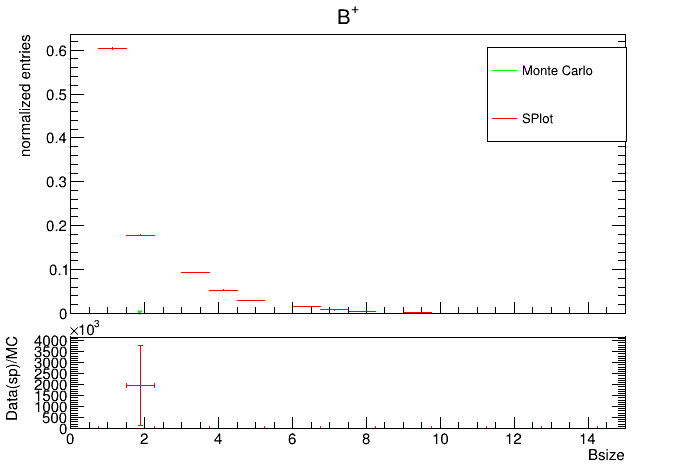 B+
normalized entries
0.6
0.5
0.4
0.3
0.2
0.1
0
Monte Carlo
SPlot
×10³
Data(sp)/MC
4000
3500
3000
2500
2000
1500
1000
500
0
0 2 4 6 8 10 12 14
Bsize